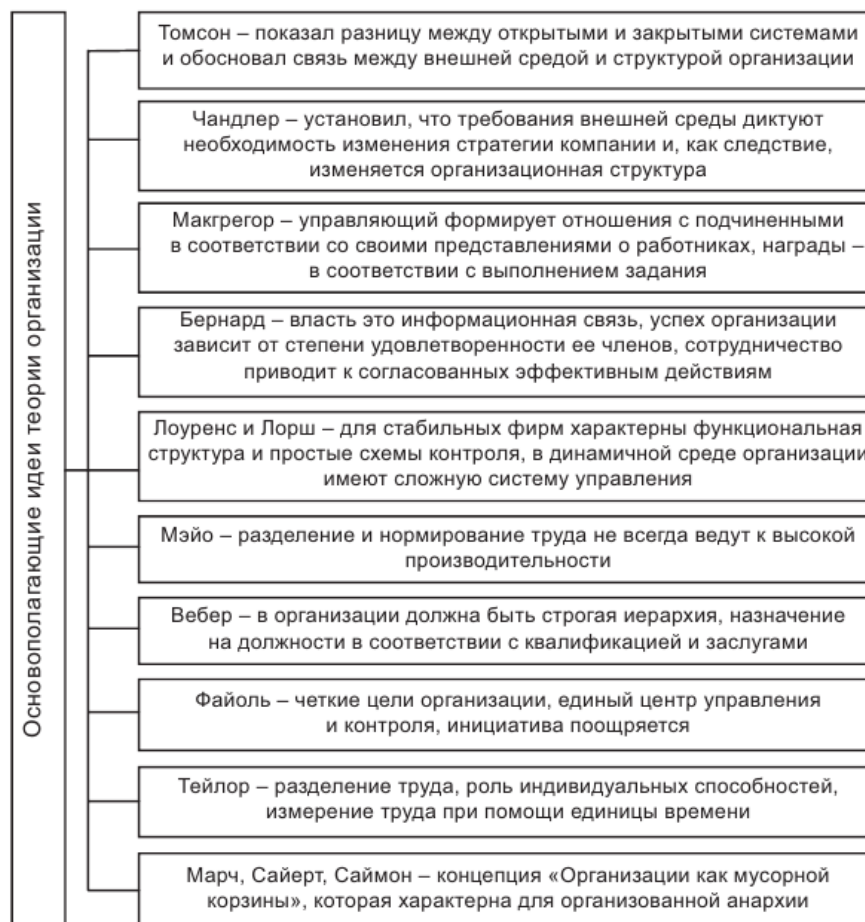 Основополагающие идеи теории организации
Томсон – показал разницу между открытыми и закрытыми системами
и обосновал связь между внешней средой и структурой организации
Чандлер – установил, что требования внешней среды диктуют
необходимость изменения стратегии компании и, как следствие,
изменяется организационная структура
Макгрегор – управляющий формирует отношения с подчиненными
в соответствии со своими представлениями о работниках, награды –
в соответствии с выполнением задания
Бернард – власть это информационная связь, успех организации
зависит от степени удовлетворенности ее членов, сотрудничество
приводит к согласованных эффективным действиям
Лоуренс и Лорш – для стабильных фирм характерны функциональная
структура и простые схемы контроля, в динамичной среде организации
имеют сложную систему управления
Мэйо – разделение и нормирование труда не всегда ведут к высокой
производительности
Вебер – в организации должна быть строгая иерархия, назначение
на должности в соответствии с квалификацией и заслугами
Файоль – четкие цели организации, единый центр управления
и контроля, инициатива поощряется
Тейлор – разделение труда, роль индивидуальных способностей,
измерение труда при помощи единицы времени
Марч, Сайерт, Саймон – концепция «Организации как мусорной
корзины», которая характерна для организованной анархии